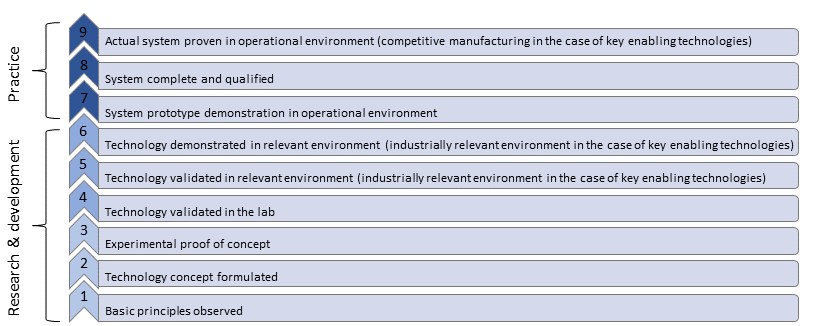 Practice
9
Actual system proven in operational environment (competitive manufacturing in the case of key enabling technologies)
8
System complete and qualified
7
System prototype demonstration in operational environment
Research & development
6
Technology demonstrated in relevant environment (industrially relevant environment in the case of key enabling technologies)
5
Technology validated in relevant environment (industrially relevant environment in the case of key enabling technologies)
4
Technology validated in the lab
3
Experimental proof of concept
2
Technology concept formulated
1
Basic principles observed